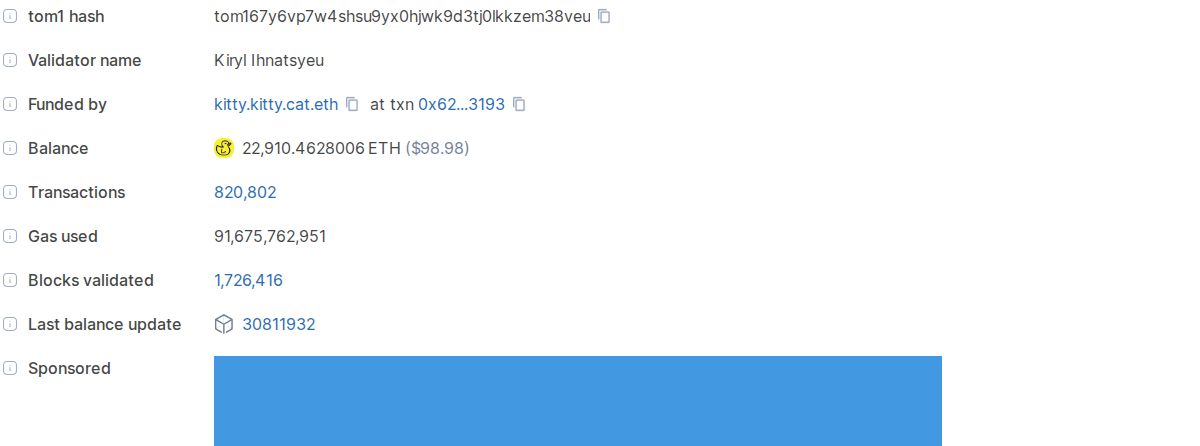 tom1 hash tom167y6vp7w4shsu9yx0hjwk9d3tj0lkkzem38veu
Validator name Kiryl Ihnatsyeu
Funded by kitty.kitty.cat.eth at txn 0x62...3193
Balance 22,910.4628006 ETH ($98.98)
Transactions 820,802
Gas used 91,675,762,951
Blocks validated 1,726,416
Last balance update 30811932
Sponsored